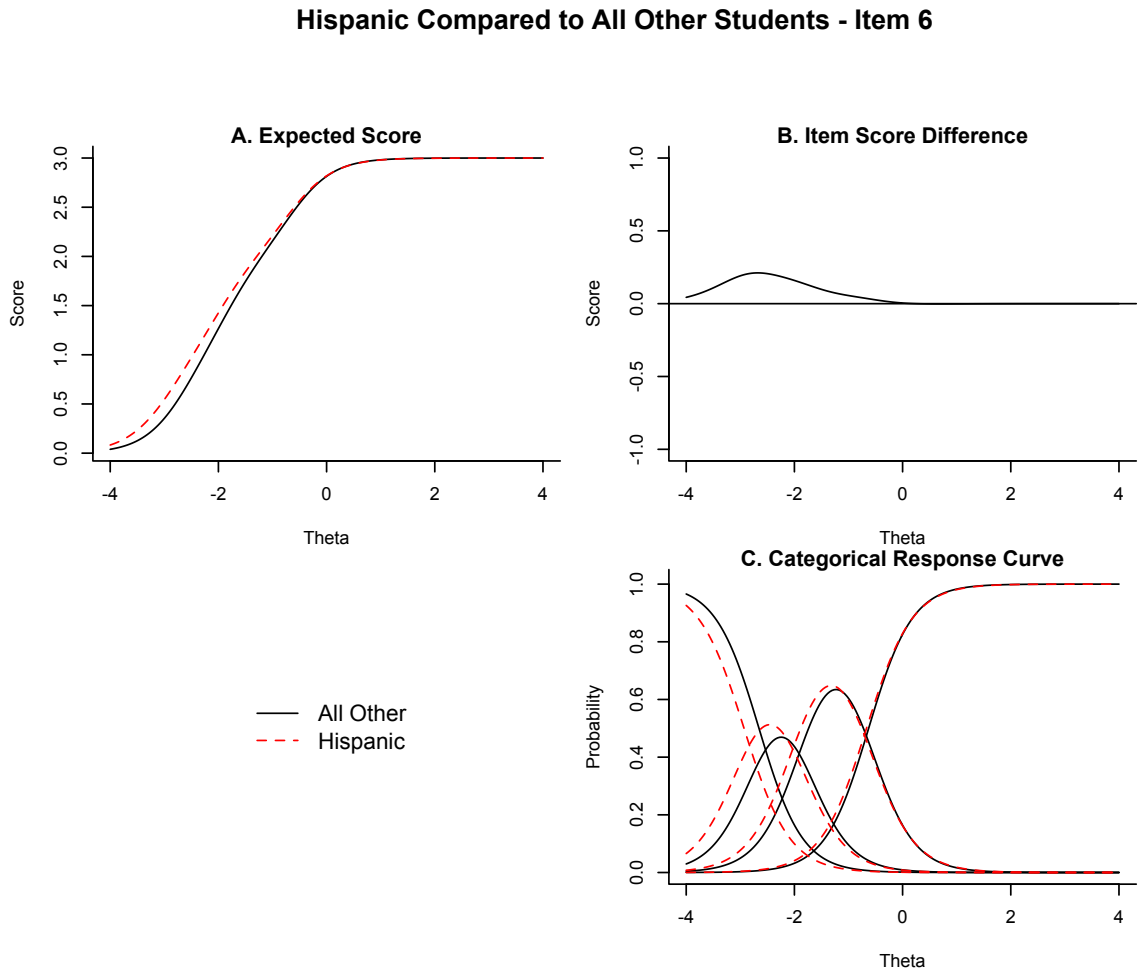 Hispanic Compared to All Other Students - Item 6
A. Expected Score
Score
0.0 0.5 1.0 1.5 2.0 2.5 3.0
-4 -2 0 2 4
Theta
B. Item Score Difference
Score
-1.0 -0.5 0.0 0.5 1.0
-4 -2 0 2 4
Theta
All Other
Hispanic
C. Categorical Response Curve
Probability
0.0 0.2 0.4 0.6 0.8 1.0
-4 -2 0 2 4
Theta